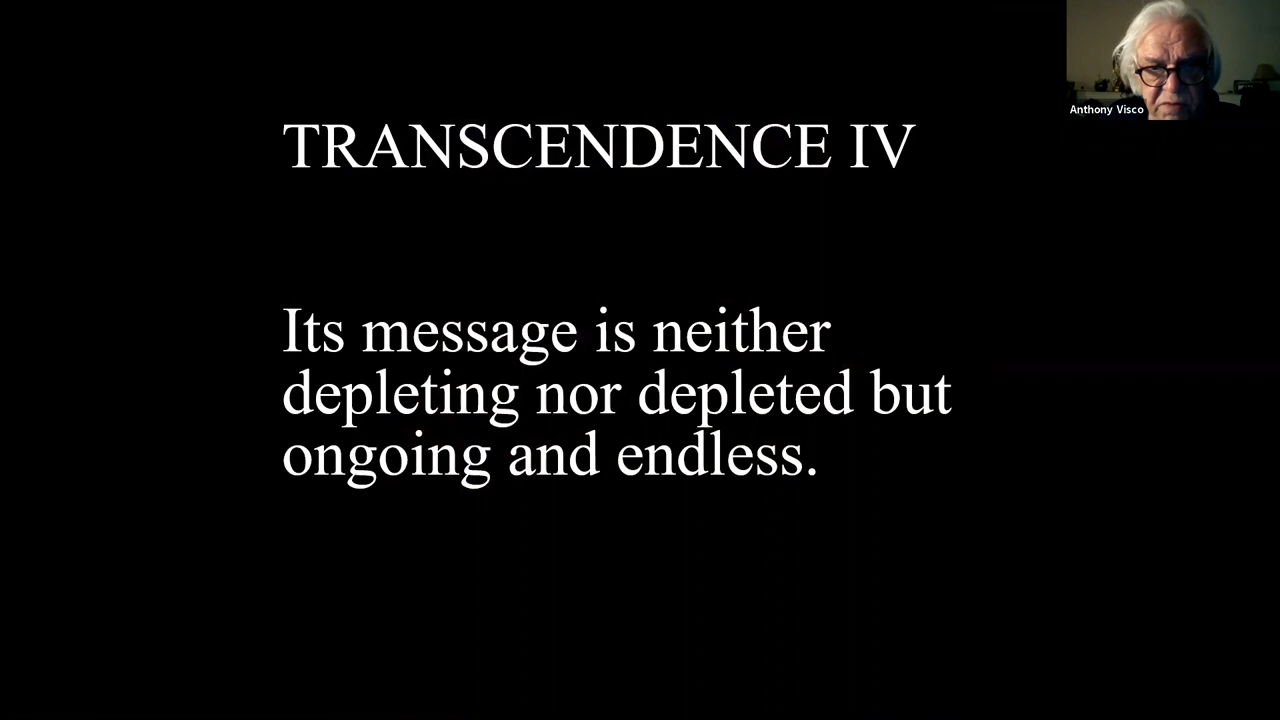 TRANSCENDENCE IV
Its message is neither
depleting nor depleted but
ongoing and endless.
Anthony Visco